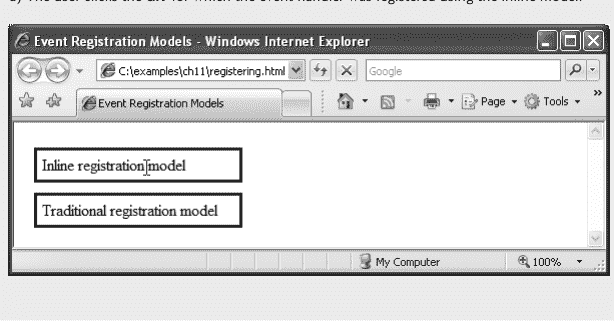 Event Registration Models - Windows Internet Explorer
C:\examples\ch11\registering.html
Google
Event Registration Models
Page
Tools
»
Inline registration model
Traditional registration model
My Computer
100%